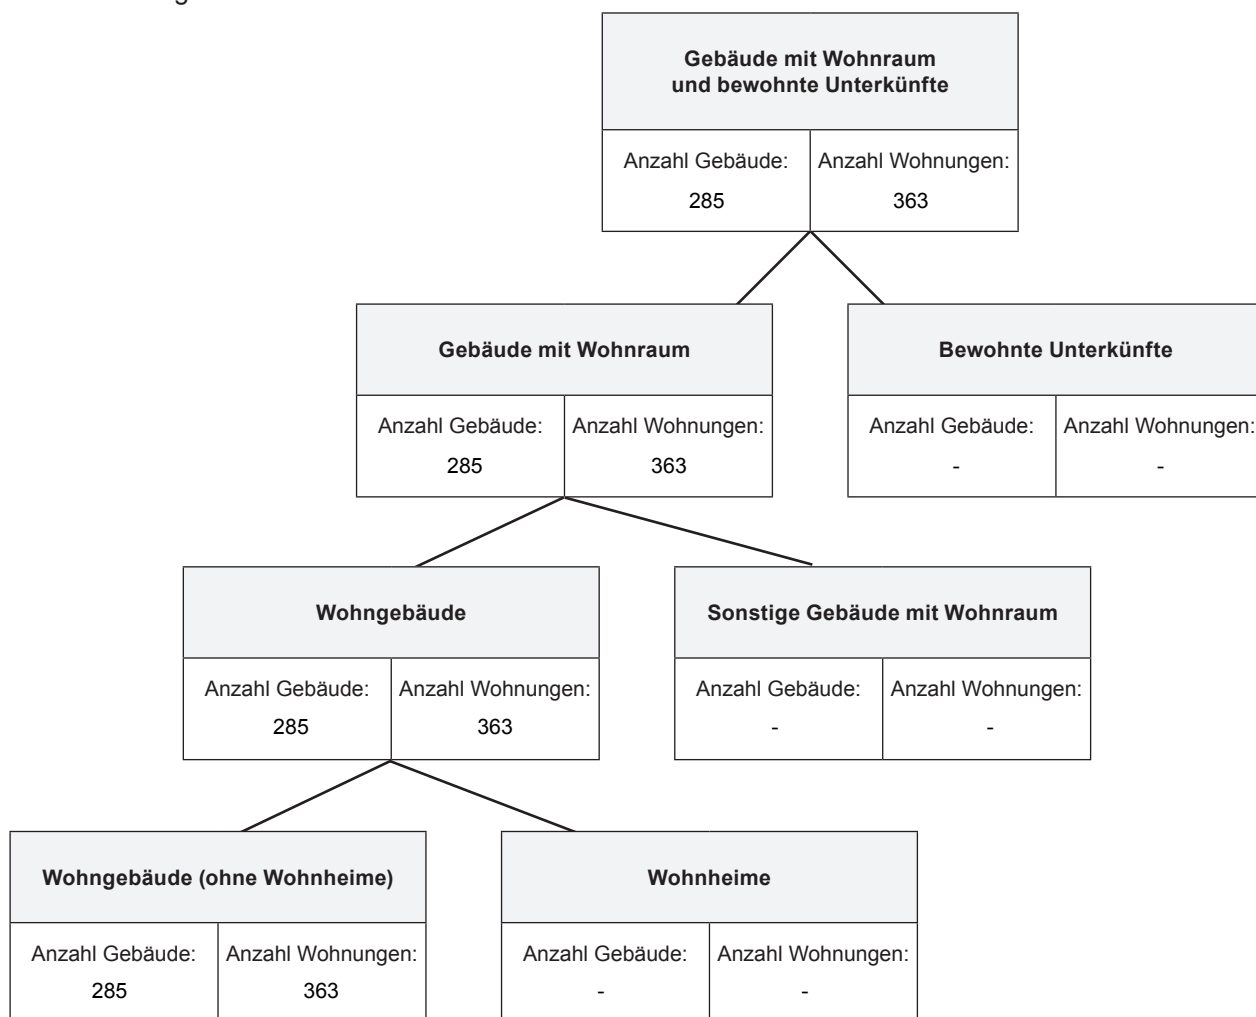 Gebäude mit Wohnraum
und bewohnte Unterkünfte
Anzahl Gebäude: Anzahl Wohnungen:
285 363
Gebäude mit Wohnraum Bewohnte Unterkünfte
Anzahl Gebäude: Anzahl Wohnungen: Anzahl Gebäude: Anzahl Wohnungen:
285 363 - -
Wohngebäude Sonstige Gebäude mit Wohnraum
Anzahl Gebäude: Anzahl Wohnungen: Anzahl Gebäude: Anzahl Wohnungen:
285 363 - -
Wohngebäude (ohne Wohnheime) Wohnheime
Anzahl Gebäude: Anzahl Wohnungen: Anzahl Gebäude: Anzahl Wohnungen:
285 363 - -